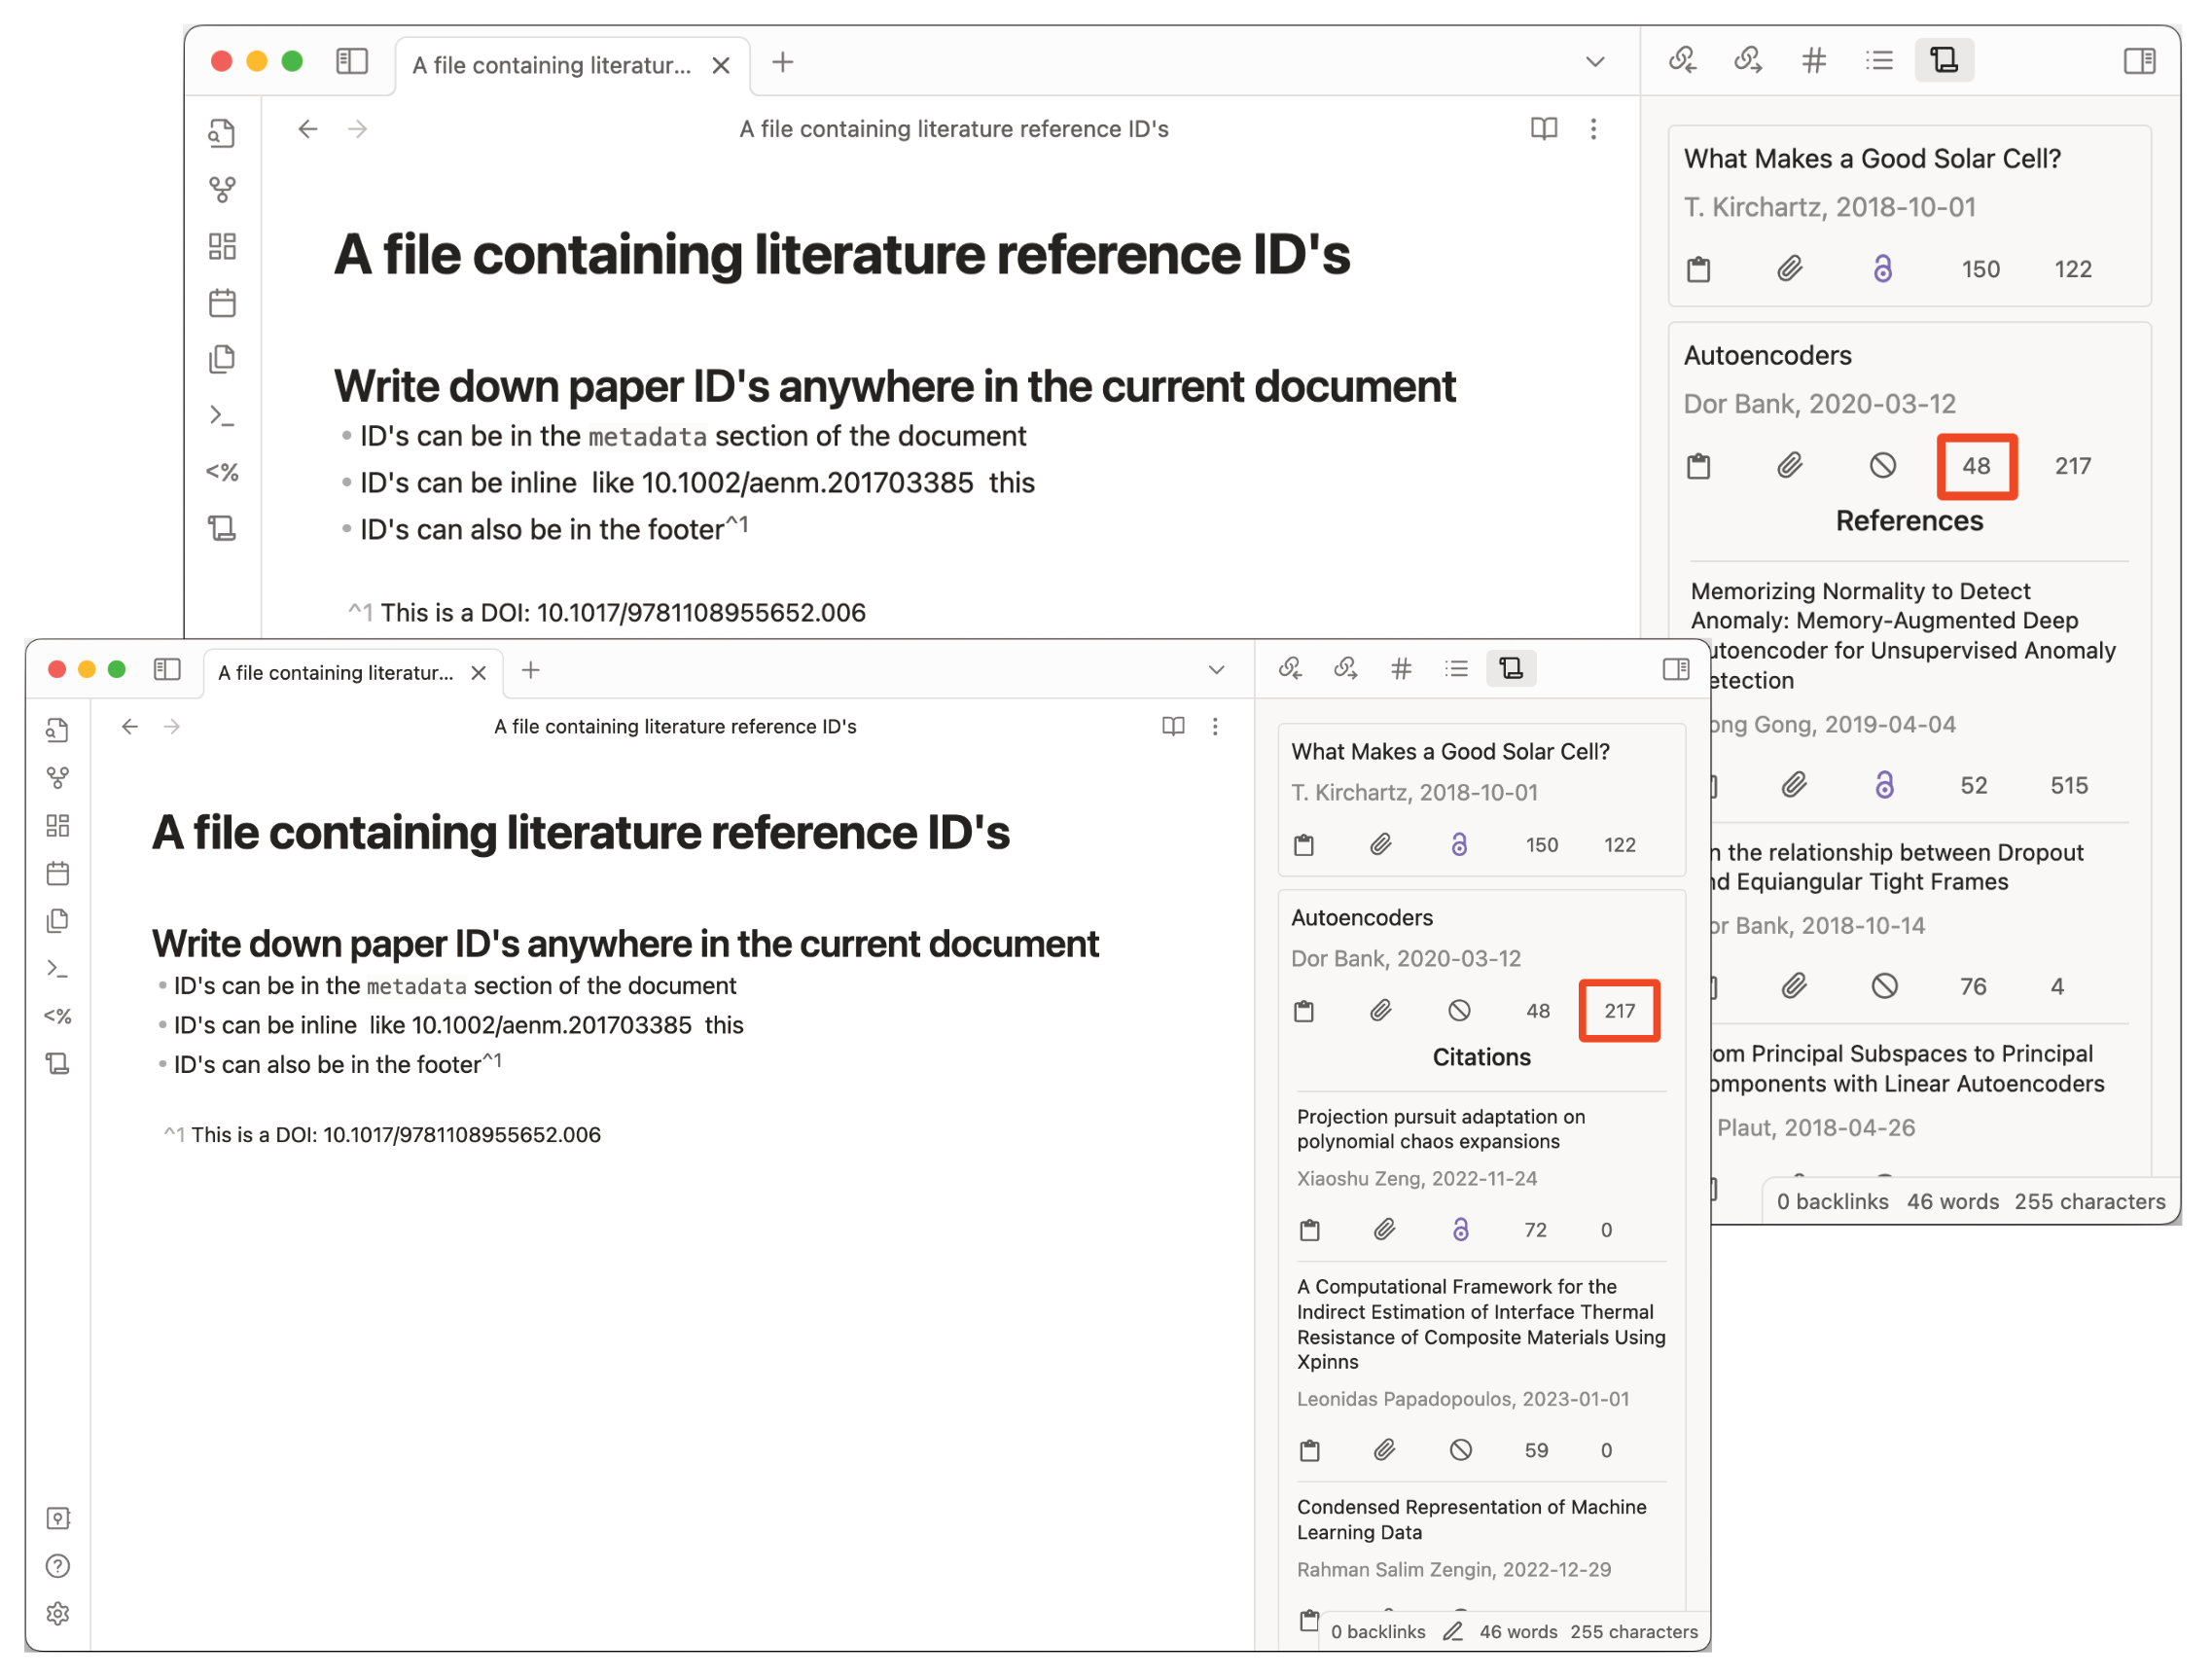 A file containing literatur...
A file containing literature reference ID's
A file containing literature reference ID's
Write down paper ID's anywhere in the current document
ID's can be in the metadata section of the document
ID's can be inline  like 10.1002/aenm.201703385  this
ID's can also be in the footer^1
^1 This is a DOI: 10.1017/9781108955652.006
What Makes a Good Solar Cell?
T. Kirchartz, 2018-10-01
150 122
Autoencoders
Dor Bank, 2020-03-12
48 217
References
Memorizing Normality to Detect
Anomaly: Memory-Augmented Deep
utoencoder for Unsupervised Anomaly
etection
ong Gong, 2019-04-04
52 515
n the relationship between Dropout
nd Equiangular Tight Frames
or Bank, 2018-10-14
76 4
rom Principal Subspaces to Principal
omponents with Linear Autoencoders
Plaut, 2018-04-26
0 backlinks 46 words 255 characters
A file containing literatur...
A file containing literature reference ID's
A file containing literature reference ID's
Write down paper ID's anywhere in the current document
ID's can be in the metadata section of the document
ID's can be inline  like 10.1002/aenm.201703385  this
ID's can also be in the footer^1
^1 This is a DOI: 10.1017/9781108955652.006
What Makes a Good Solar Cell?
T. Kirchartz, 2018-10-01
150 122
Autoencoders
Dor Bank, 2020-03-12
48 217
Citations
Projection pursuit adaptation on
polynomial chaos expansions
Xiaoshu Zeng, 2022-11-24
72 0
A Computational Framework for the
Indirect Estimation of Interface Thermal
Resistance of Composite Materials Using
Xpinns
Leonidas Papadopoulos, 2023-01-01
59 0
Condensed Representation of Machine
Learning Data
Rahman Salim Zengin, 2022-12-29
0 backlinks 46 words 255 characters